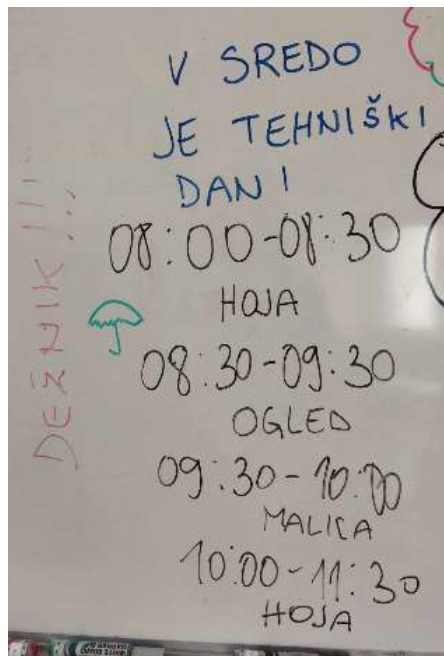 V SREDO
JE TEHNIŠKI
DAN!
08:00-08:30
HOJA
08:30-09:30
OGLED
09:30-10:00
MALICA
10:00-11:30
HOJA
DEŽNIK!!!